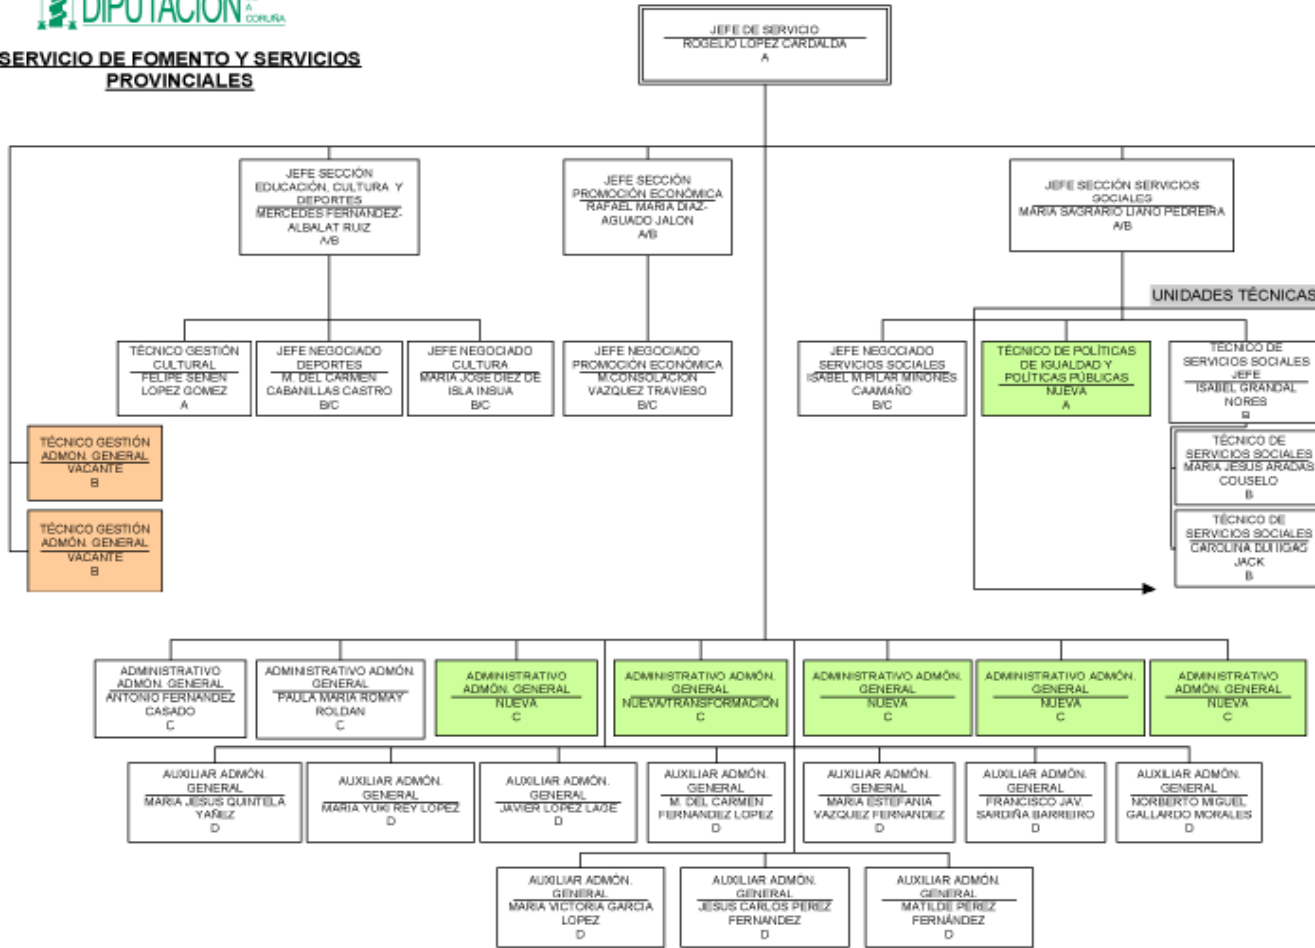 DIPUTACIÓN
A
CORUÑA
SERVICIO DE FOMENTO Y SERVICIOS
PROVINCIALES
JEFE DE SERVICIO
ROGELIO LOPEZ CARDALDA
A
JEFE SECCIÓN
EDUCACIÓN, CULTURA Y
DEPORTES
MERCEDES FERNANDEZ-
ALBALAT RUIZ
A/B
JEFE SECCIÓN
PROMOCIÓN ECONÓMICA
RAFAEL MARIA DIAZ-
AGUADO JALON
A/B
JEFE SECCIÓN SERVICIOS
SOCIALES
MARIA SAGRARIO LIANO PEDREIRA
A/B
UNIDADES TÉCNICAS
TÉCNICO GESTIÓN
CULTURAL
FELIPE SENEN
LOPEZ GOMEZ
A
JEFE NEGOCIADO
DEPORTES
M. DEL CARMEN
CABANILLAS CASTRO
B/C
JEFE NEGOCIADO
CULTURA
MARIA JOSE DIEZ DE
ISLA INSUA
B/C
JEFE NEGOCIADO
PROMOCIÓN ECONÓMICA
M.CONSOLACION
VAZQUEZ TRAVIESO
B/C
JEFE NEGOCIADO
SERVICIOS SOCIALES
ISABEL M.PILAR MIÑONES
CAAMAÑO
B/C
TÉCNICO DE POLÍTICAS
DE IGUALDAD Y
POLÍTICAS PÚBLICAS
NUEVA
A
TÉCNICO DE
SERVICIOS SOCIALES
JEFE
ISABEL GRANDAL
NORES
B
TÉCNICO GESTIÓN
ADMON. GENERAL
VACANTE
B
TÉCNICO DE
SERVICIOS SOCIALES
MARIA JESUS ARADAS
COUSELO
B
TÉCNICO GESTIÓN
ADMÓN. GENERAL
VACANTE
B
TÉCNICO DE
SERVICIOS SOCIALES
CAROLINA
JACK
B
ADMINISTRATIVO
ADMÓN. GENERAL
ANTONIO FERNANDEZ
CASADO
C
ADMINISTRATIVO ADMÓN.
GENERAL
PAULA MARIA ROMAY
ROLDAN
C
ADMINISTRATIVO
ADMÓN. GENERAL
NUEVA
C
ADMINISTRATIVO ADMÓN.
GENERAL
NUEVA/TRANSFORMACIÓN
C
ADMINISTRATIVO ADMÓN.
GENERAL
NUEVA
C
ADMINISTRATIVO ADMÓN.
GENERAL
NUEVA
C
ADMINISTRATIVO
ADMÓN. GENERAL
NUEVA
C
AUXILIAR ADMÓN.
GENERAL
MARIA JESUS QUINTELA
YAÑEZ
D
AUXILIAR ADMÓN.
GENERAL
MARIA YUKI REY LOPEZ
D
AUXILIAR ADMÓN.
GENERAL
JAVIER LOPEZ LAGE
D
AUXILIAR ADMÓN.
GENERAL
M. DEL CARMEN
FERNANDEZ LOPEZ
D
AUXILIAR ADMÓN.
GENERAL
MARIA ESTEFANIA
VAZQUEZ FERNANDEZ
D
AUXILIAR ADMÓN.
GENERAL
FRANCISCO JAV.
SARDIÑA BARREIRO
D
AUXILIAR ADMÓN.
GENERAL
NORBERTO MIGUEL
GALLARDO MORALES
D
AUXILIAR ADMÓN.
GENERAL
MARIA VICTORIA GARCIA
LOPEZ
D
AUXILIAR ADMÓN.
GENERAL
JESUS CARLOS PEREZ
FERNANDEZ
D
AUXILIAR ADMÓN.
GENERAL
MATILDE PEREZ
FERNÁNDEZ
D